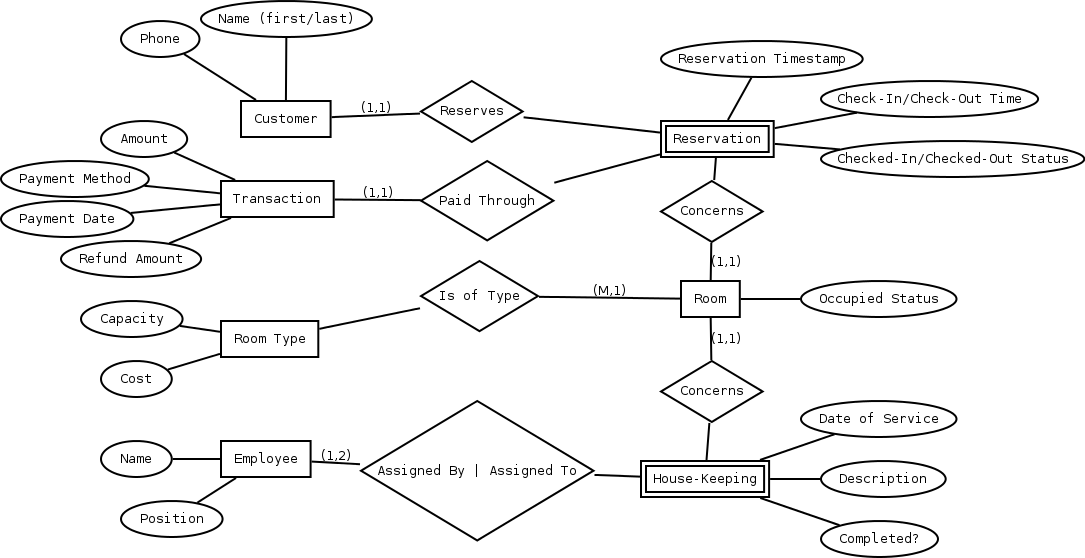 Name (first/last)
Phone
Reservation Timestamp
Check-In/Check-Out Time
(1,1)
Reserves
Customer
Amount
Reservation
Checked-In/Checked-Out Status
Payment Method
(1,1)
Transaction
Paid Through
Concerns
Payment Date
Refund Amount
(1,1)
Is of Type
(M,1)
Room
Occupied Status
Capacity
Room Type
(1,1)
Cost
Concerns
Date of Service
Name
Employee
(1,2)
Assigned By | Assigned To
House-Keeping
Description
Position
Completed?